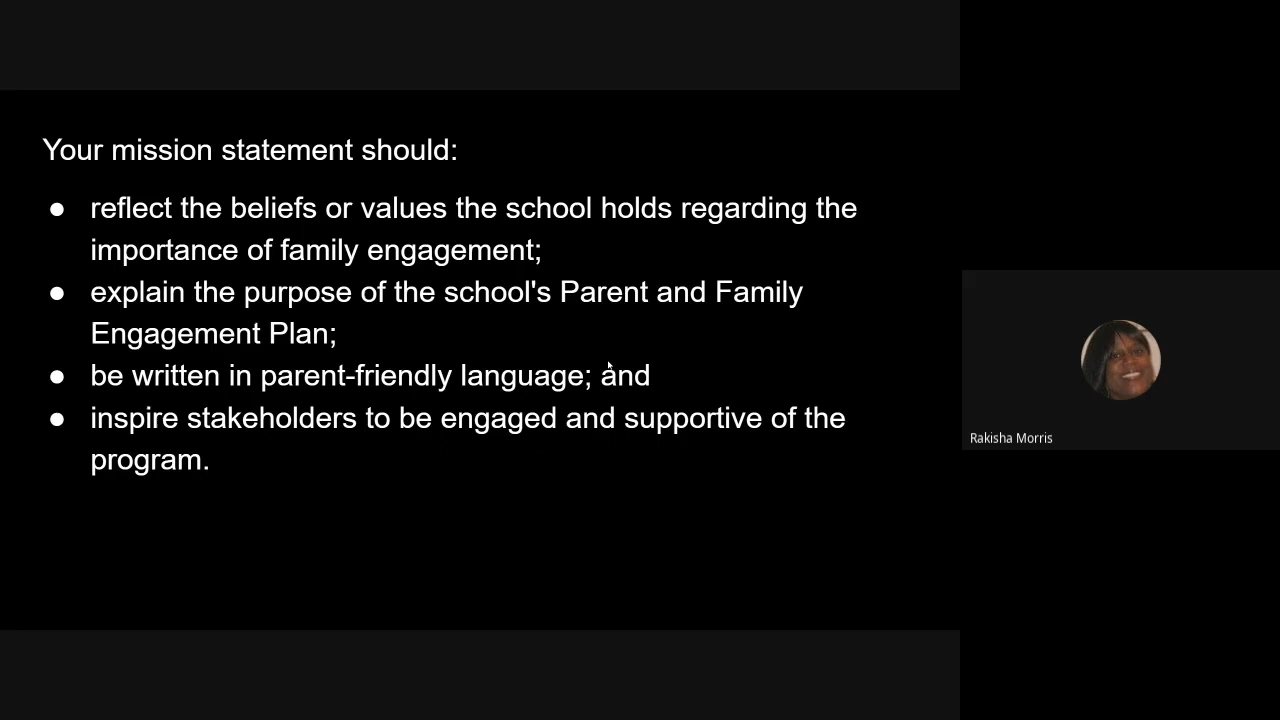 Your mission statement should:
● reflect the beliefs or values the school holds regarding the
importance of family engagement;
● explain the purpose of the school's Parent and Family
Engagement Plan;
● be written in parent-friendly language; and
● inspire stakeholders to be engaged and supportive of the
program.
Rakisha Morris